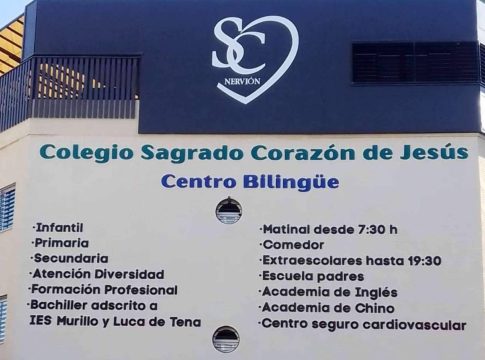 SC
NERVIÓN
Colegio Sagrado Corazón de Jesús
Centro Bilingüe
·Infantil
·Primaria
·Secundaria
·Atención Diversidad
·Formación Profesional
·Bachiller adscrito a
IES Murillo y Luca de Tena
·Matinal desde 7:30 h
·Comedor
·Extraescolares hasta 19:30
·Escuela padres
·Academia de Inglés
·Academia de Chino
·Centro seguro cardiovascular